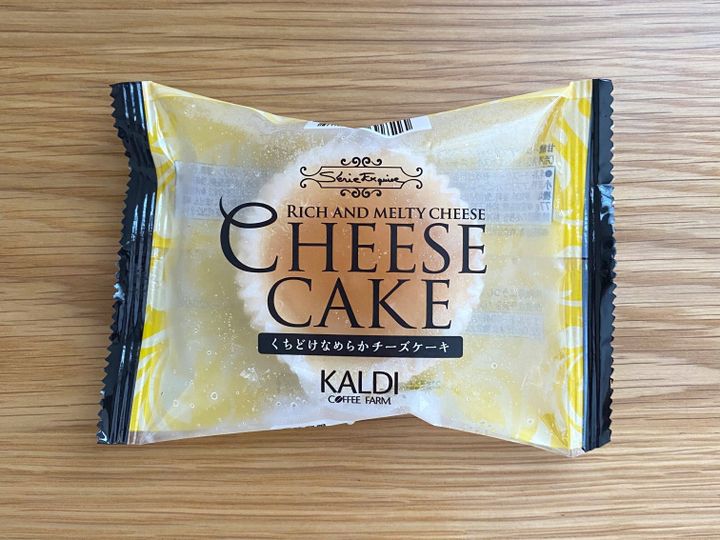 Série Exquise
RICH AND MELTY CHEESE
CHEESE
CAKE
くちどけなめらかチーズケーキ
KALDI
COFFEE FARM